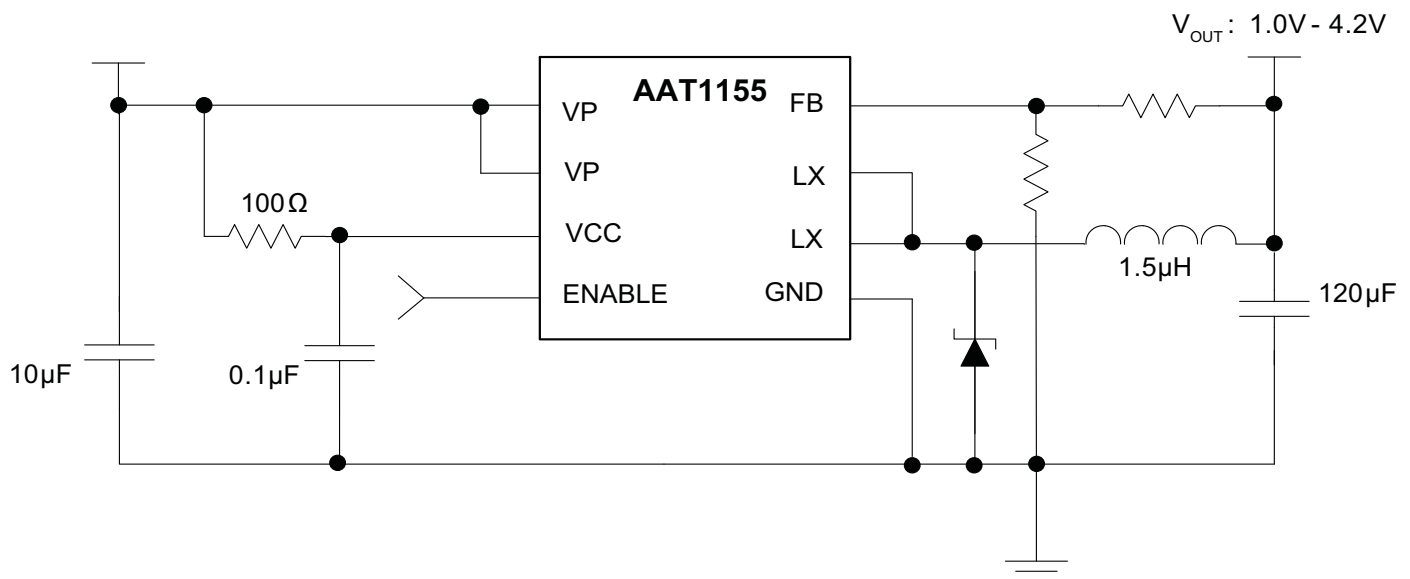 V_OUT: 1.0V - 4.2V
AAT1155
VP
FB
VP
LX
100Ω
VCC
LX
1.5µH
ENABLE
GND
120µF
10µF
0.1µF